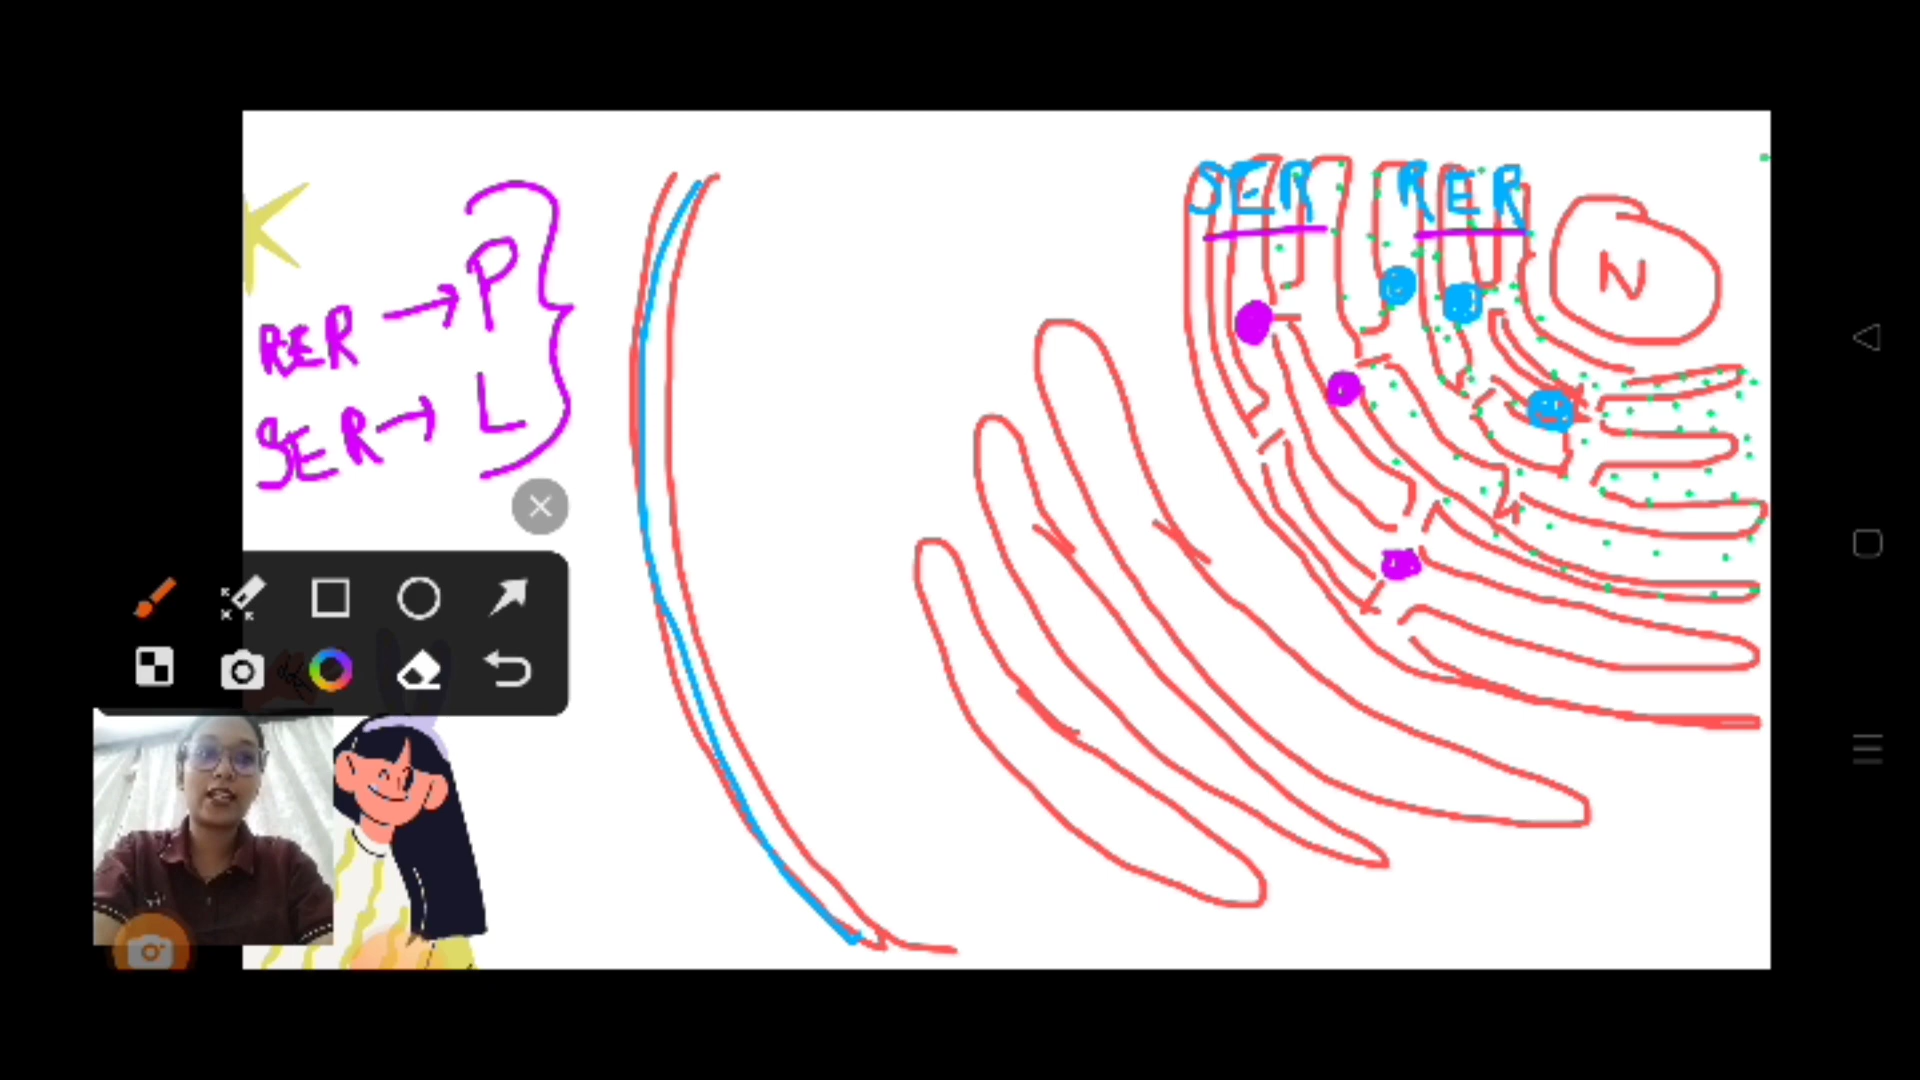 SER RER
N
RER → P
SER → L